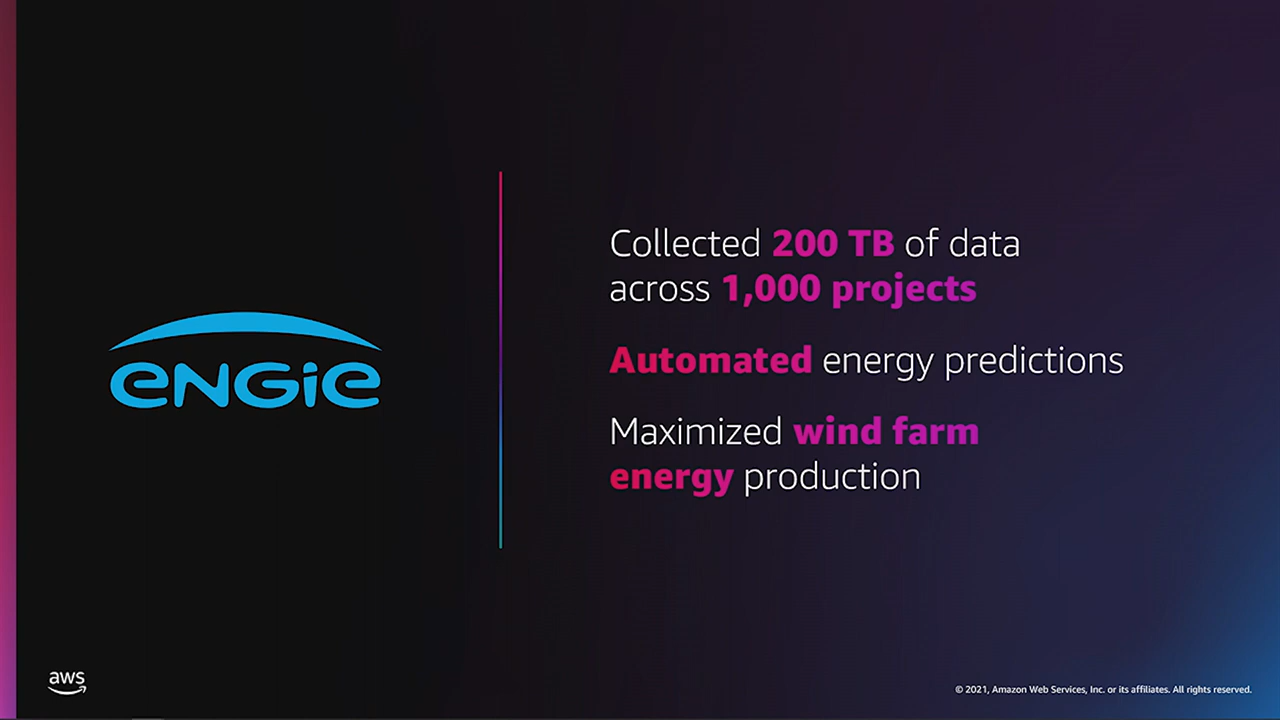 ENGIE
Collected 200 TB of data
across 1,000 projects
Automated energy predictions
Maximized wind farm
energy production
aws
© 2021, Amazon Web Services, Inc. or its affiliates. All rights reserved.